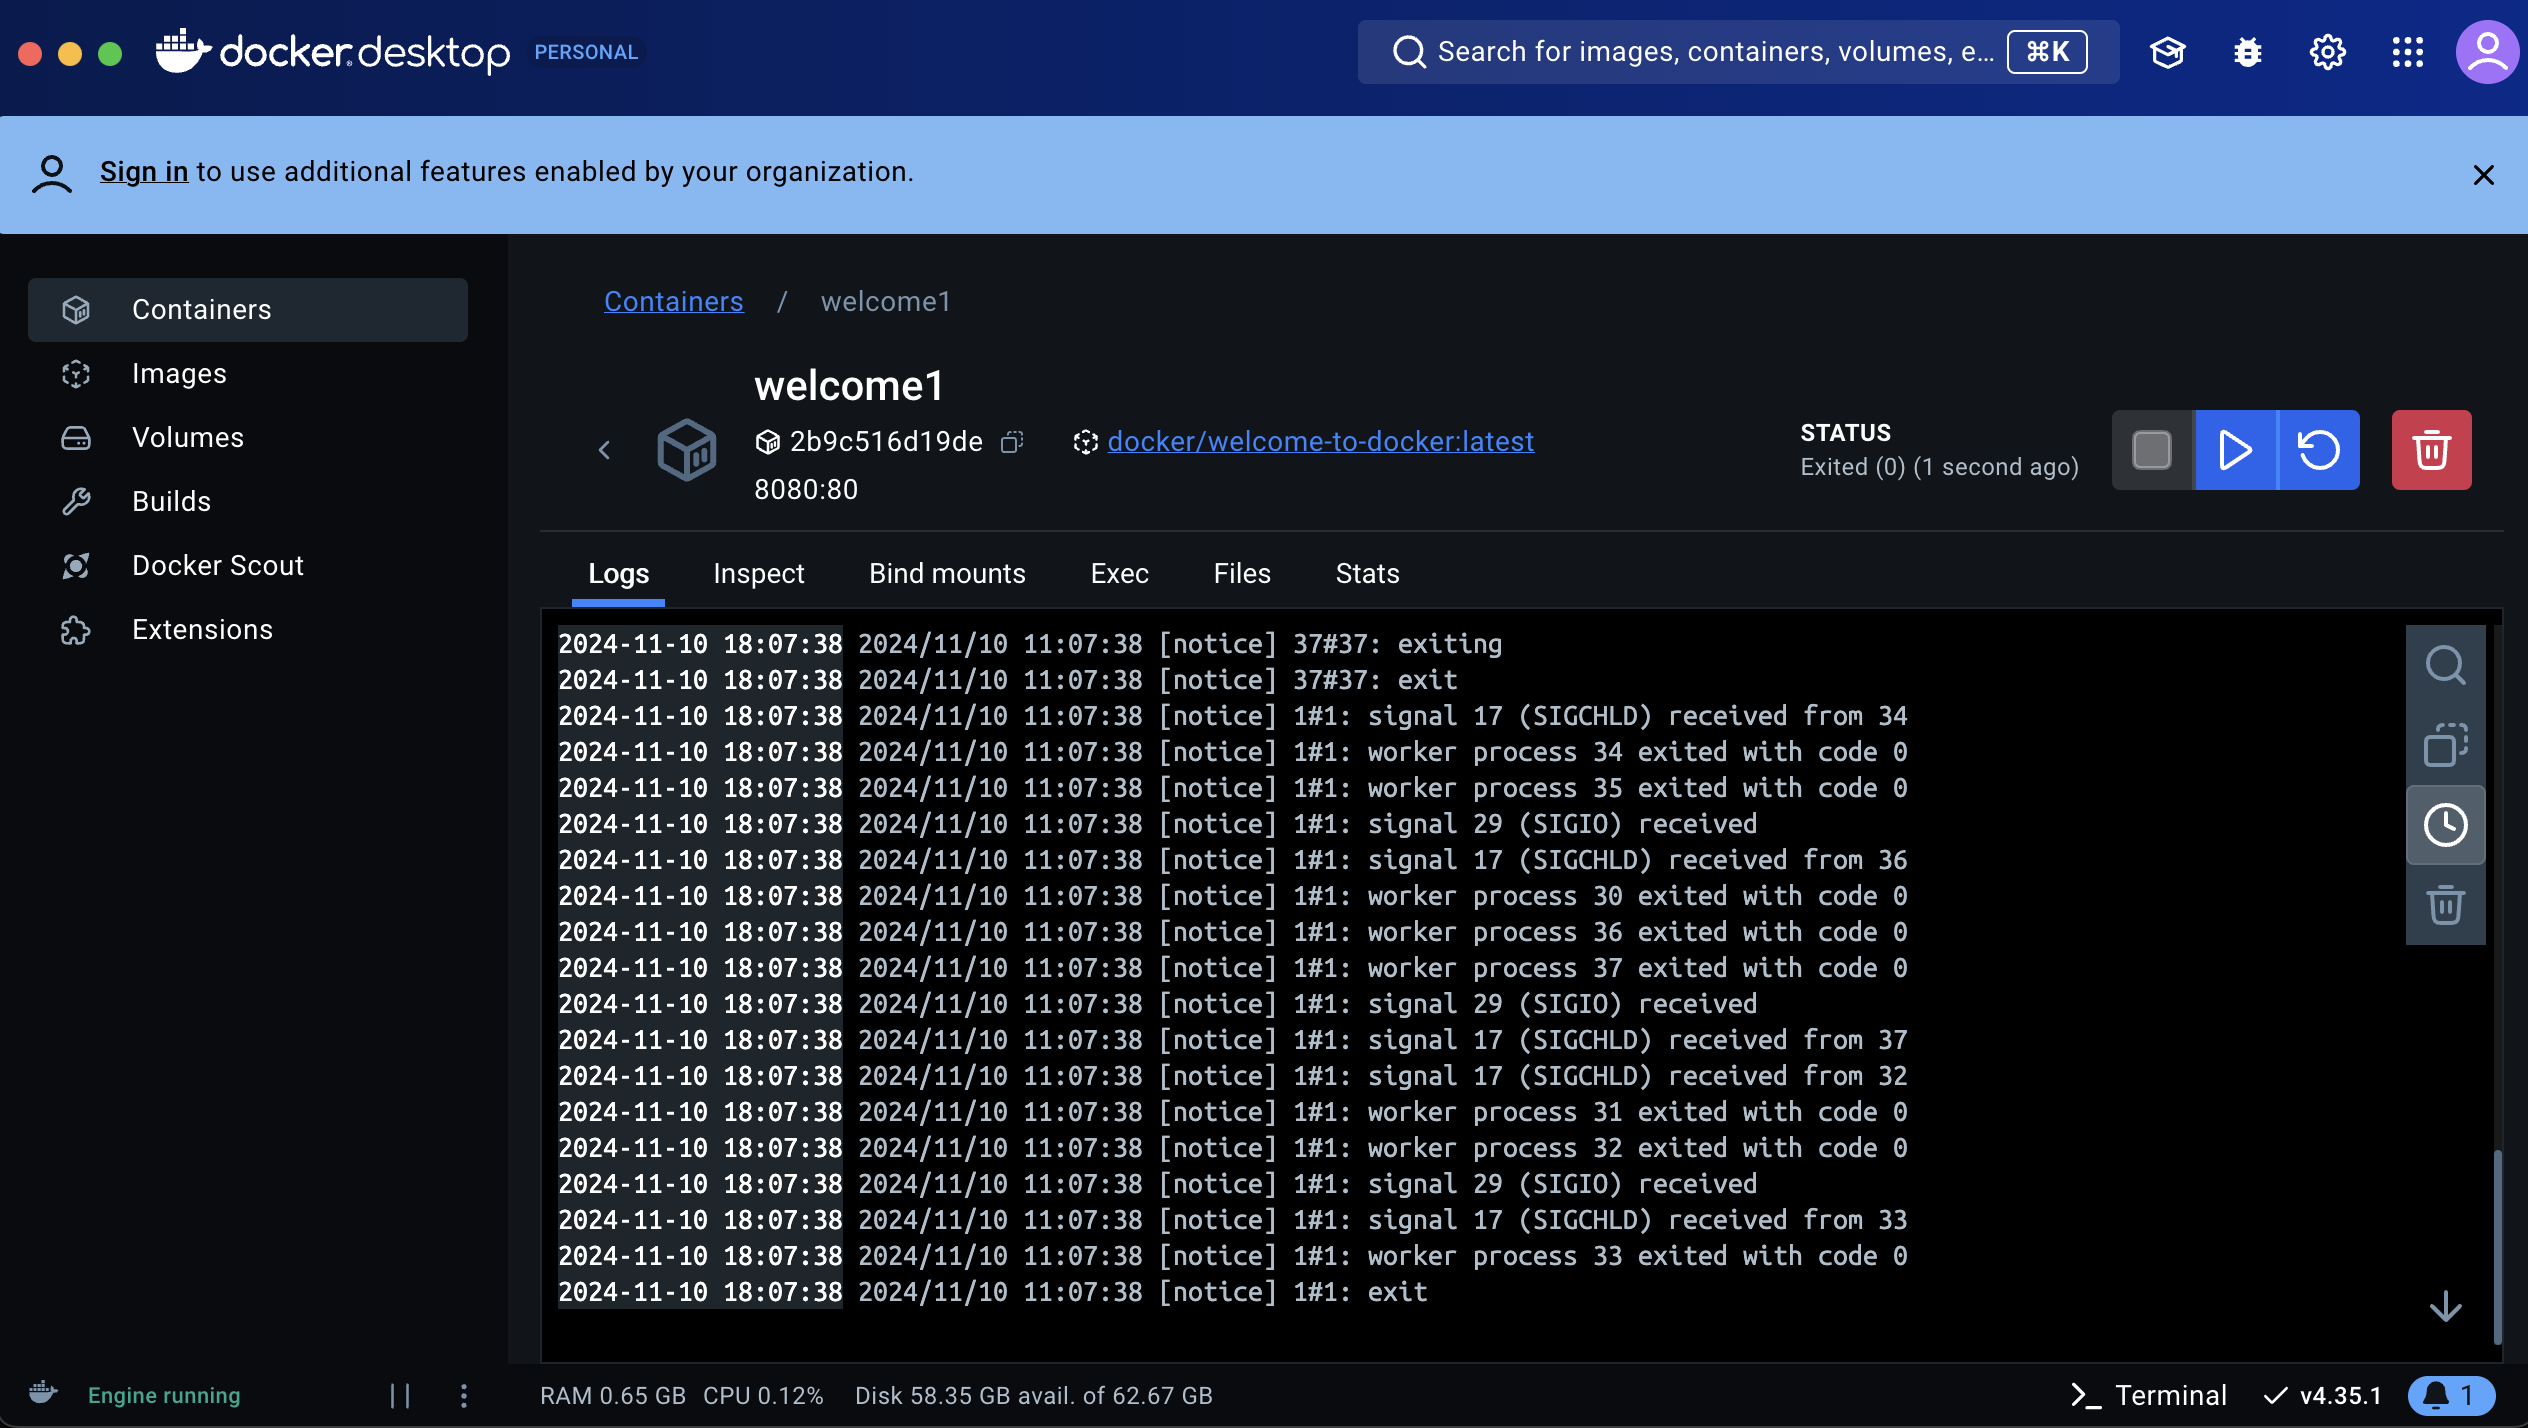 docker.desktop PERSONAL
Search for images, containers, volumes, e... ⌘K
Sign in to use additional features enabled by your organization.
Containers
Images
Volumes
Builds
Docker Scout
Extensions
Containers / welcome1
welcome1
2b9c516d19de docker/welcome-to-docker:latest
8080:80
STATUS
Exited (0) (1 second ago)
Logs Inspect Bind mounts Exec Files Stats
2024-11-10 18:07:38 2024/11/10 11:07:38 [notice] 37#37: exiting
2024-11-10 18:07:38 2024/11/10 11:07:38 [notice] 37#37: exit
2024-11-10 18:07:38 2024/11/10 11:07:38 [notice] 1#1: signal 17 (SIGCHLD) received from 34
2024-11-10 18:07:38 2024/11/10 11:07:38 [notice] 1#1: worker process 34 exited with code 0
2024-11-10 18:07:38 2024/11/10 11:07:38 [notice] 1#1: worker process 35 exited with code 0
2024-11-10 18:07:38 2024/11/10 11:07:38 [notice] 1#1: signal 29 (SIGIO) received
2024-11-10 18:07:38 2024/11/10 11:07:38 [notice] 1#1: signal 17 (SIGCHLD) received from 36
2024-11-10 18:07:38 2024/11/10 11:07:38 [notice] 1#1: worker process 30 exited with code 0
2024-11-10 18:07:38 2024/11/10 11:07:38 [notice] 1#1: worker process 36 exited with code 0
2024-11-10 18:07:38 2024/11/10 11:07:38 [notice] 1#1: worker process 37 exited with code 0
2024-11-10 18:07:38 2024/11/10 11:07:38 [notice] 1#1: signal 29 (SIGIO) received
2024-11-10 18:07:38 2024/11/10 11:07:38 [notice] 1#1: signal 17 (SIGCHLD) received from 37
2024-11-10 18:07:38 2024/11/10 11:07:38 [notice] 1#1: signal 17 (SIGCHLD) received from 32
2024-11-10 18:07:38 2024/11/10 11:07:38 [notice] 1#1: worker process 31 exited with code 0
2024-11-10 18:07:38 2024/11/10 11:07:38 [notice] 1#1: worker process 32 exited with code 0
2024-11-10 18:07:38 2024/11/10 11:07:38 [notice] 1#1: signal 29 (SIGIO) received
2024-11-10 18:07:38 2024/11/10 11:07:38 [notice] 1#1: signal 17 (SIGCHLD) received from 33
2024-11-10 18:07:38 2024/11/10 11:07:38 [notice] 1#1: worker process 33 exited with code 0
2024-11-10 18:07:38 2024/11/10 11:07:38 [notice] 1#1: exit
Engine running RAM 0.65 GB CPU 0.12% Disk 58.35 GB avail. of 62.67 GB Terminal v4.35.1 1